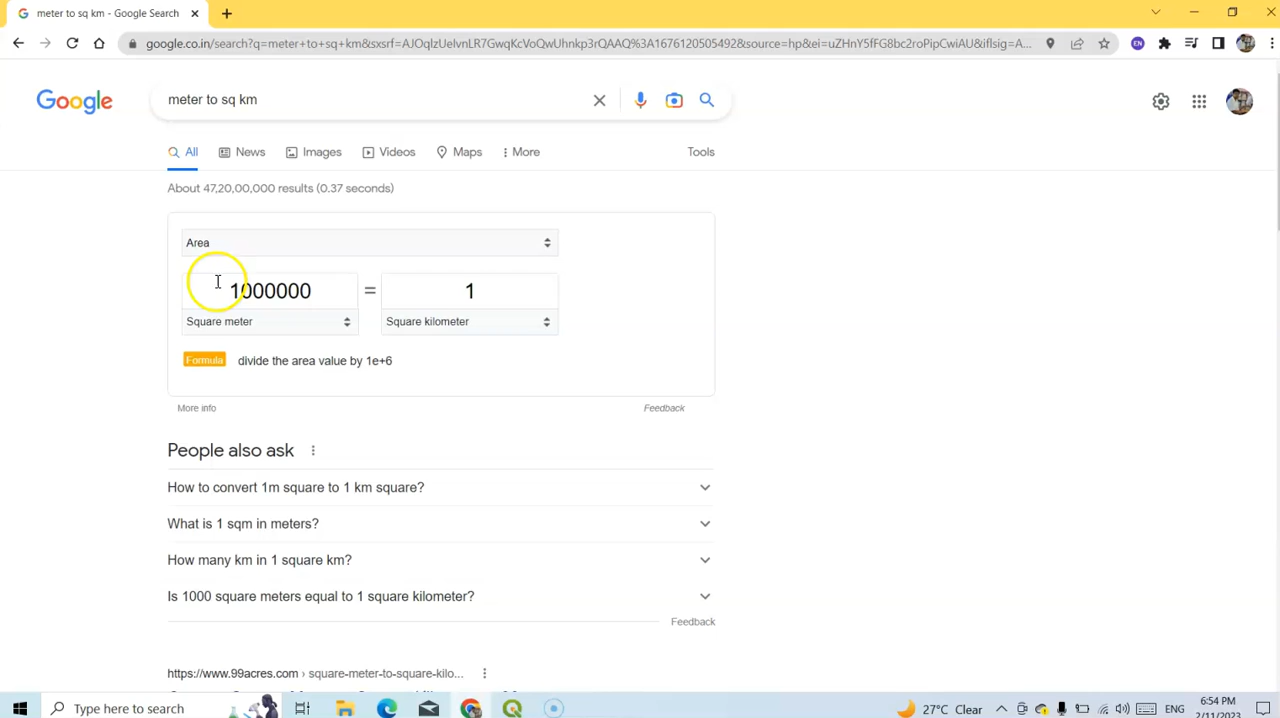 meter to sq km - Google Search
google.co.in/search?q=meter+to+sq+km&sxsrf=AJOqlzUelvnLR7GwqKcVoQwUhnkp3rQAAQ%3A1676120505492&source=hp&ei=uZHnY5fFG8bc2roPipCwiAU&iflsig=A...
EN
Google
meter to sq km
All
News
Images
Videos
Maps
More
Tools
About 47,20,00,000 results (0.37 seconds)
Area
1000000 = 1
Square meter
Square kilometer
Formula divide the area value by 1e+6
More info
Feedback
People also ask
How to convert 1m square to 1 km square?
What is 1 sqm in meters?
How many km in 1 square km?
Is 1000 square meters equal to 1 square kilometer?
Feedback
https://www.99acres.com › square-meter-to-square-kilo...
Type here to search
27°C Clear
ENG
6:54 PM
2/11/2023